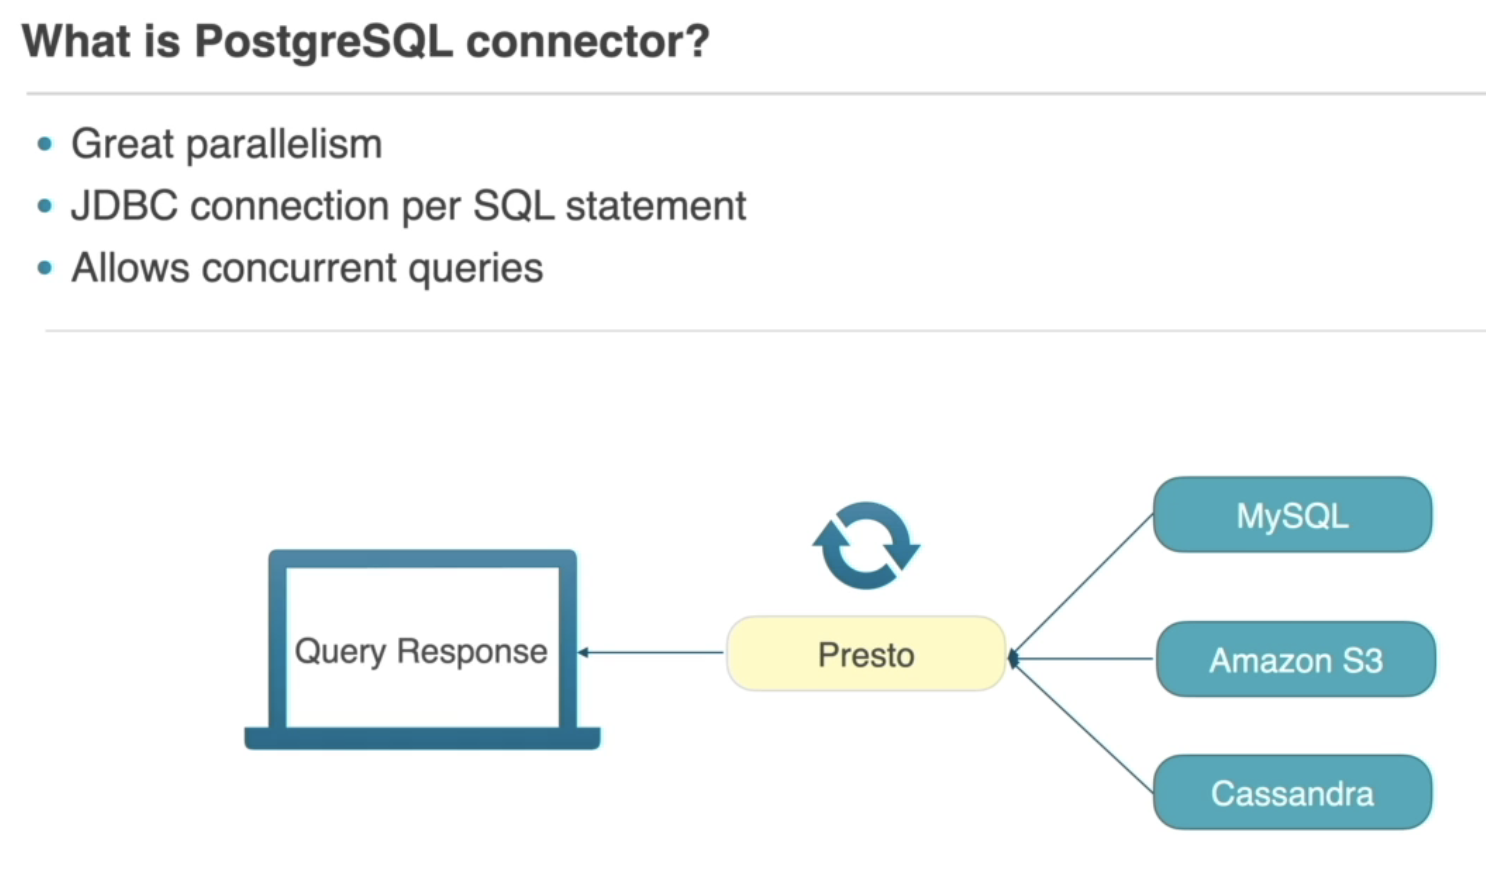 What is PostgreSQL connector?
Great parallelism
JDBC connection per SQL statement
Allows concurrent queries
MySQL
Query Response
Presto
Amazon S3
Cassandra